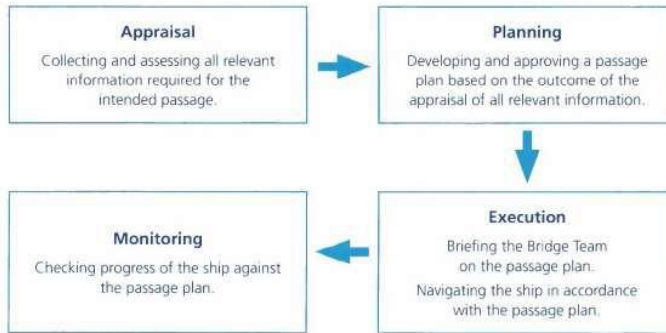 Appraisal
Collecting and assessing all relevant
information required for the
intended passage.
Planning
Developing and approving a passage
plan based on the outcome of the
appraisal of all relevant information.
Execution
Briefing the Bridge Team
on the passage plan.
Navigating the ship in accordance
with the passage plan.
Monitoring
Checking progress of the ship against
the passage plan.